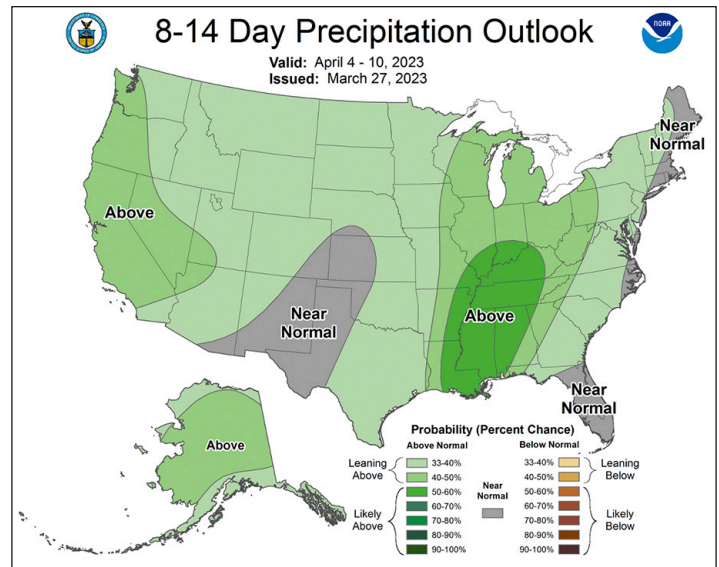 8-14 Day Precipitation Outlook
NOAA
Valid: April 4 - 10, 2023
Issued: March 27, 2023
Near
Normal
Above
Near
Normal
Above
Near
Normal
Above
Probability (Percent Chance)
Above Normal
Below Normal
Leaning
Above
33-40%
40-50%
Likely
Above
50-60%
60-70%
70-80%
80-90%
90-100%
Near
Normal
33-40%
40-50%
Leaning
Below
50-60%
60-70%
70-80%
80-90%
90-100%
Likely
Below